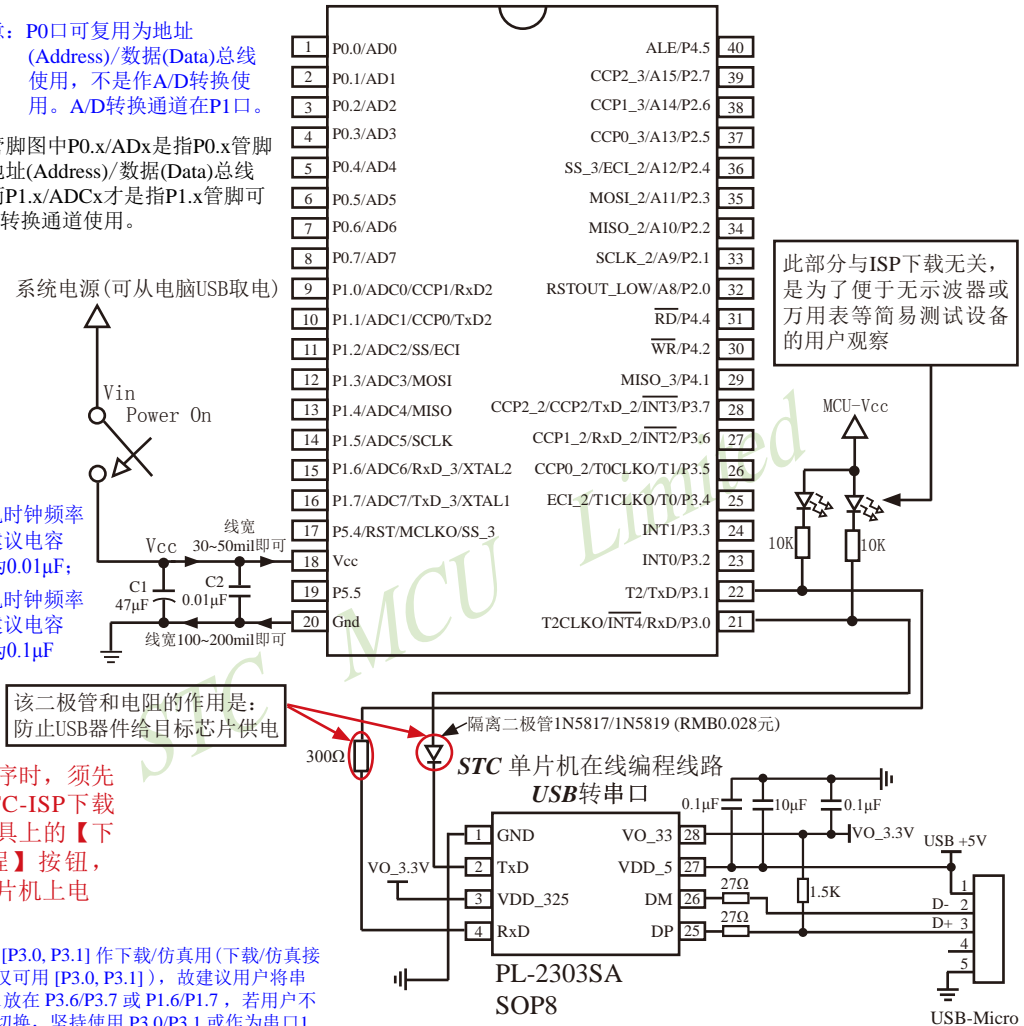 P0口可复用为地址
(Address)/数据(Data)总线
使用，不是作A/D转换使
用。A/D转换通道在P1口。
脚图中P0.x/ADx是指P0.x管脚
址(Address)/数据(Data)总线
P1.x/ADCx才是指P1.x管脚可
转换通道使用。
1 P0.0/AD0
2 P0.1/AD1
3 P0.2/AD2
4 P0.3/AD3
5 P0.4/AD4
6 P0.5/AD5
7 P0.6/AD6
8 P0.7/AD7
9 P1.0/ADC0/CCP1/RxD2
10 P1.1/ADC1/CCP0/TxD2
11 P1.2/ADC2/SS/ECI
12 P1.3/ADC3/MOSI
13 P1.4/ADC4/MISO
14 P1.5/ADC5/SCLK
15 P1.6/ADC6/RxD_3/XTAL2
16 P1.7/ADC7/TxD_3/XTAL1
17 P5.4/RST/MCLKO/SS_3
18 Vcc
19 P5.5
20 Gnd
ALE/P4.5 40
CCP2_3/A15/P2.7 39
CCP1_3/A14/P2.6 38
CCP0_3/A13/P2.5 37
SS_3/ECI_2/A12/P2.4 36
MOSI_2/A11/P2.3 35
MISO_2/A10/P2.2 34
SCLK_2/A9/P2.1 33
RSTOUT_LOW/A8/P2.0 32
RD/P4.4 31
WR/P4.2 30
MISO_3/P4.1 29
CCP2_2/CCP2/TxD_2/INT3/P3.7 28
CCP1_2/RxD_2/INT2/P3.6 27
CCP0_2/T0CLKO/T1/P3.5 26
ECI_2/T1CLKO/T0/P3.4 25
INT1/P3.3 24
INT0/P3.2 23
T2/TxD/P3.1 22
T2CLKO/INT4/RxD/P3.0 21
系统电源(可从电脑USB取电)
Vin
Power On
时钟频率
议电容
0.01μF;
时钟频率
议电容
0.1μF
Vcc
线宽
30~50mil即可
C1
47μF
C2
0.01μF
线宽100~200mil即可
此部分与ISP下载无关，
是为了便于无示波器或
万用表等简易测试设备
的用户观察
MCU-Vcc
10K
10K
STC MCU Limited
该二极管和电阻的作用是：
防止USB器件给目标芯片供电
300Ω
隔离二极管1N5817/1N5819 (RMB0.028元)
STC 单片机在线编程线路
USB转串口
序时，须先
TC-ISP下载
具上的【下
程】按钮，
片机上电
1 GND
2 TxD
3 VDD_325
4 RxD
VO_33 28
VDD_5 27
DM 26
DP 25
VO_3.3V
PL-2303SA
SOP8
0.1μF
10μF
0.1μF
VO_3.3V
USB +5V
27Ω
27Ω
1.5K
1
D- 2
D+ 3
4
5
USB-Micro
[P3.0, P3.1] 作下载/仿真用(下载/仿真接
仅可用 [P3.0, P3.1] )，故建议用户将串
放在 P3.6/P3.7 或 P1.6/P1.7 ，若用户不
切换，坚持使用 P3.0/P3.1 或作为串口1